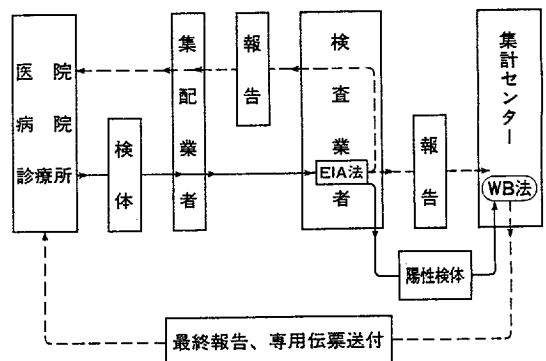 医院
病院
診療所
検体
集配業者
報告
検査業者
EIA法
報告
陽性検体
集計センター
WB法
最終報告、専用伝票送付